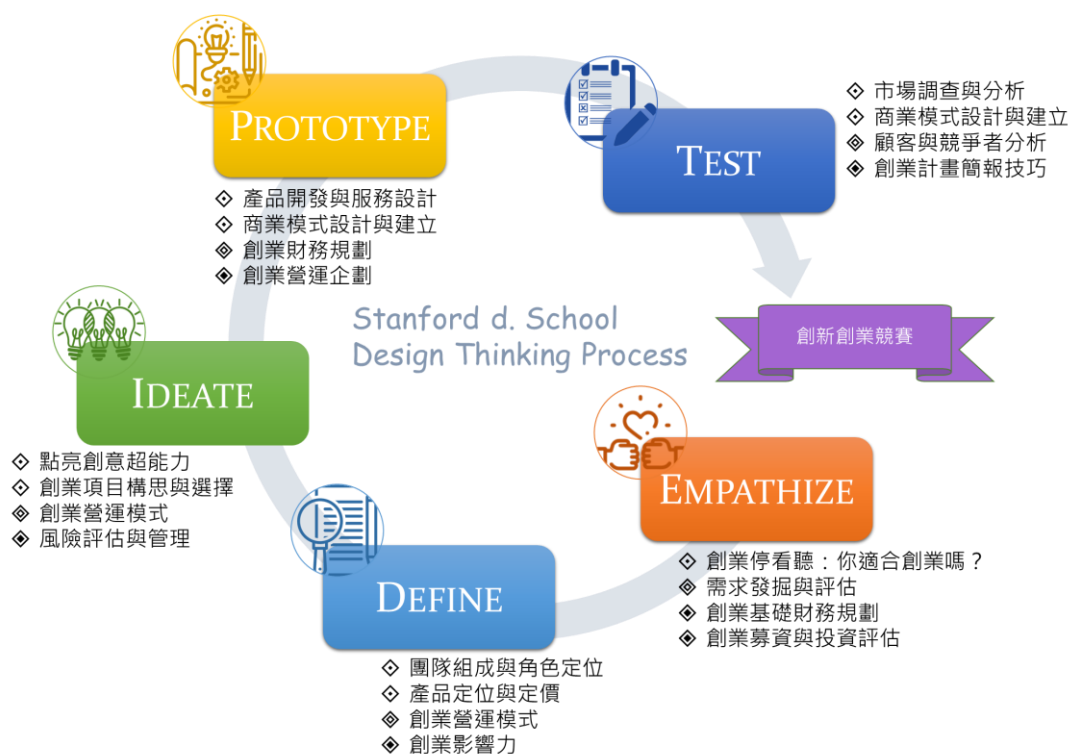 PROTOTYPE
◇ 產品開發與服務設計
◇ 商業模式設計與建立
◈ 創業財務規劃
◈ 創業營運企劃
TEST
◇ 市場調查與分析
◇ 商業模式設計與建立
◈ 顧客與競爭者分析
◈ 創業計畫簡報技巧
Stanford d. School
Design Thinking Process
創新創業競賽
IDEATE
◇ 點亮創意超能力
◇ 創業項目構思與選擇
◈ 創業營運模式
◈ 風險評估與管理
EMPATHIZE
◇ 創業停看聽：你適合創業嗎？
◈ 需求發掘與評估
◈ 創業基礎財務規劃
◈ 創業募資與投資評估
DEFINE
◇ 團隊組成與角色定位
◇ 產品定位與定價
◈ 創業營運模式
◈ 創業影響力